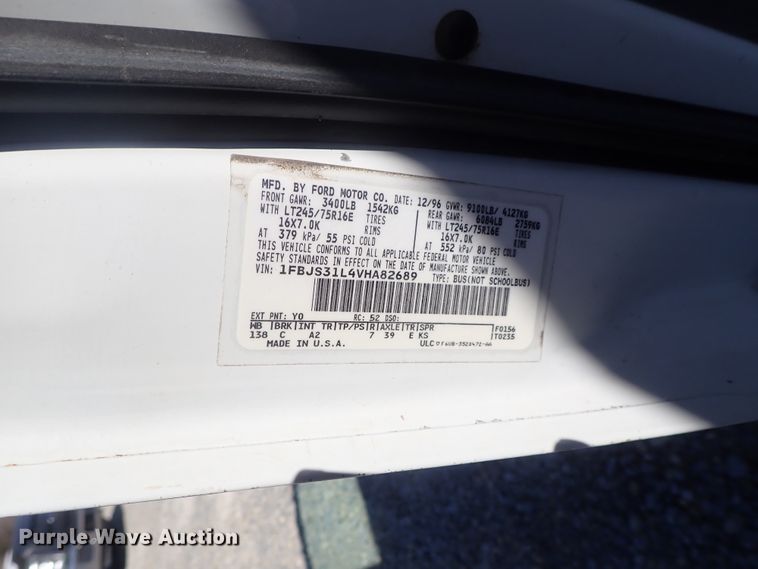 MFD. BY FORD MOTOR CO. DATE: 12/96 GVWR: 9100LB/ 4127KG
FRONT GAWR: 3400LB 1542KG REAR GAWR: 6084LB 2759KG
WITH LT245/75R16E TIRES WITH LT245/75R16E TIRES
16X7.0K RIMS 16X7.0K RIMS
AT 379 kPa/ 55 PSI COLD AT 552 kPa/ 80 PSI COLD
THIS VEHICLE CONFORMS TO ALL APPLICABLE FEDERAL MOTOR VEHICLE
SAFETY STANDARDS IN EFFECT ON THE DATE OF MANUFACTURE SHOWN ABOVE.
VIN: 1FBJS31L4VHA82689 TYPE: BUS(NOT SCHOOLBUS)
EXT PNT: YO RC: 52 DSO:
WB |BRK|INT TR|TP/PS|R|AXLE|TR|SPR F0156
138 C A2 7 39 E KS T0235
MADE IN U.S.A. ULC
Purple Wave Auction